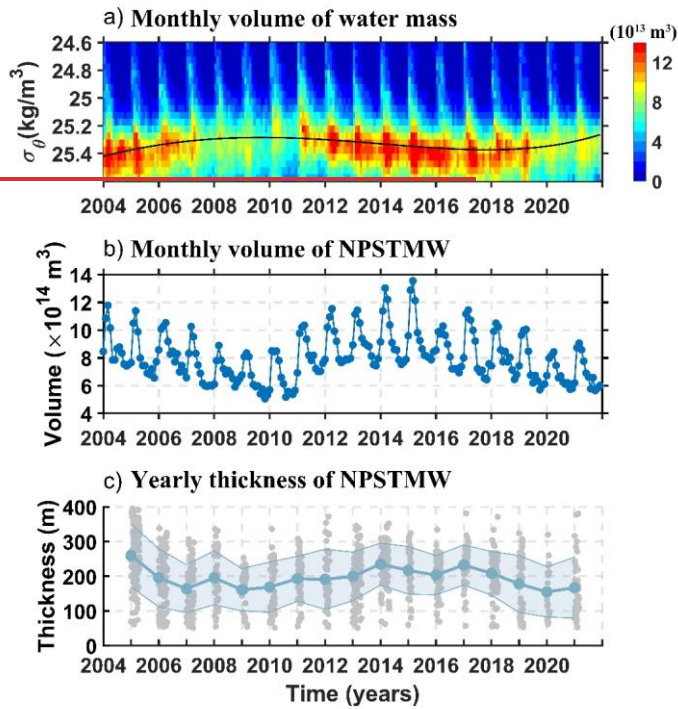 a) Monthly volume of water mass
(10¹³ m³)
24.6
24.8
25
25.2
25.4
σθ(kg/m³)
12
8
4
0
2004 2006 2008 2010 2012 2014 2016 2018 2020
b) Monthly volume of NPSTMW
14
12
10
8
6
4
Volume (×10¹⁴ m³)
2004 2006 2008 2010 2012 2014 2016 2018 2020
c) Yearly thickness of NPSTMW
400
300
200
100
0
Thickness (m)
2004 2006 2008 2010 2012 2014 2016 2018 2020
Time (years)